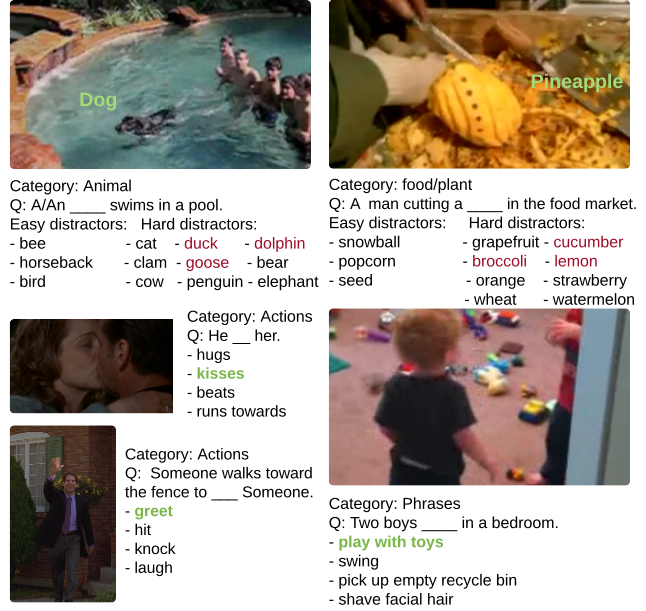 Dog
Category: Animal
Q: A/An ____ swims in a pool.
Easy distractors: Hard distractors:
- bee - cat - duck - dolphin
- horseback - clam - goose - bear
- bird - cow - penguin - elephant
Pineapple
Category: food/plant
Q: A man cutting a ____ in the food market.
Easy distractors: Hard distractors:
- snowball - grapefruit - cucumber
- popcorn - broccoli - lemon
- seed - orange - strawberry
- wheat - watermelon
Category: Actions
Q: He __ her.
- hugs
- kisses
- beats
- runs towards
Category: Actions
Q: Someone walks toward
the fence to ___ Someone.
- greet
- hit
- knock
- laugh
Category: Phrases
Q: Two boys ____ in a bedroom.
- play with toys
- swing
- pick up empty recycle bin
- shave facial hair